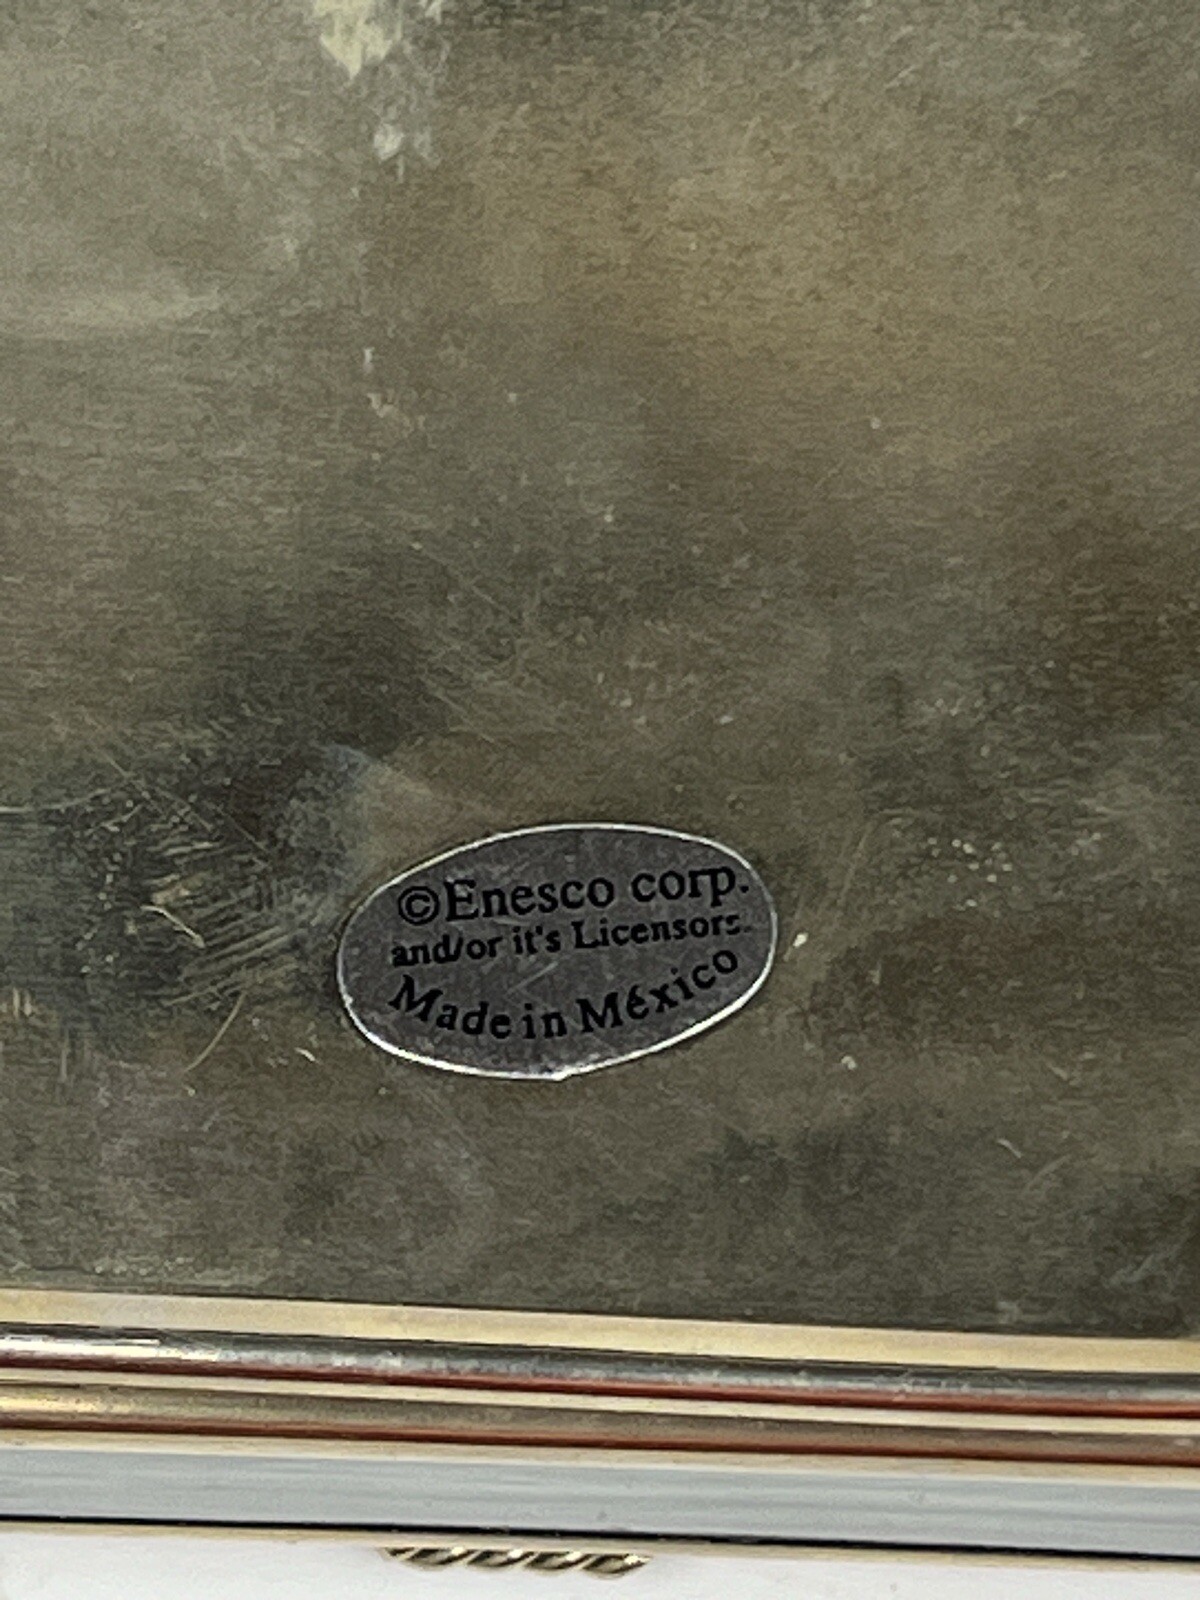 ©Enesco corp.
and/or it's Licensors.
Made in México